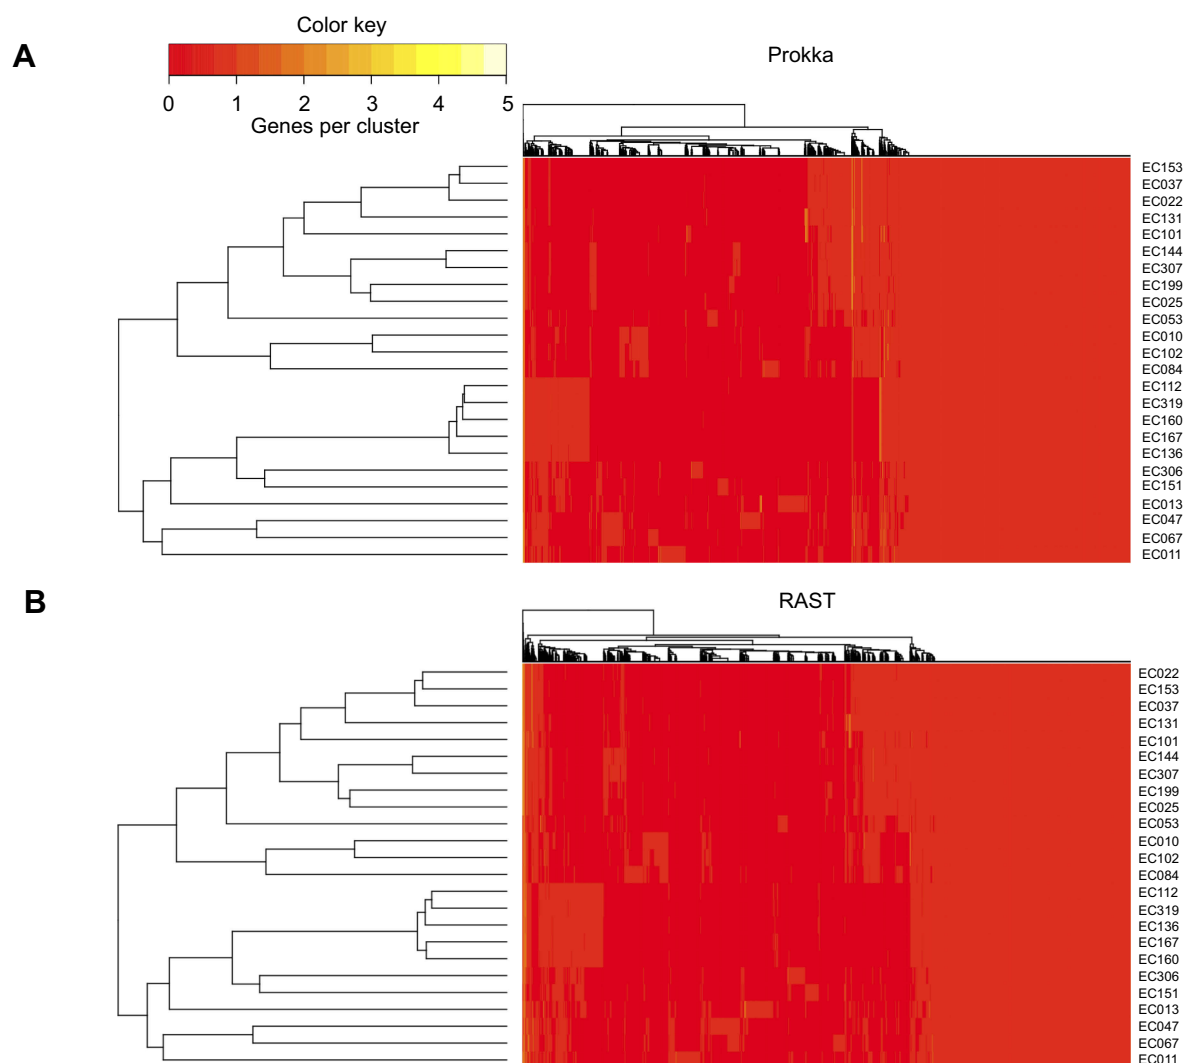 Color key
A
Prokka
0 1 2 3 4 5
Genes per cluster
EC153
EC037
EC022
EC131
EC101
EC144
EC307
EC199
EC025
EC053
EC010
EC102
EC084
EC112
EC319
EC160
EC167
EC136
EC306
EC151
EC013
EC047
EC067
EC011
B
RAST
EC022
EC153
EC037
EC131
EC101
EC144
EC307
EC199
EC025
EC053
EC010
EC102
EC084
EC112
EC319
EC136
EC167
EC160
EC306
EC151
EC013
EC047
EC067
EC011